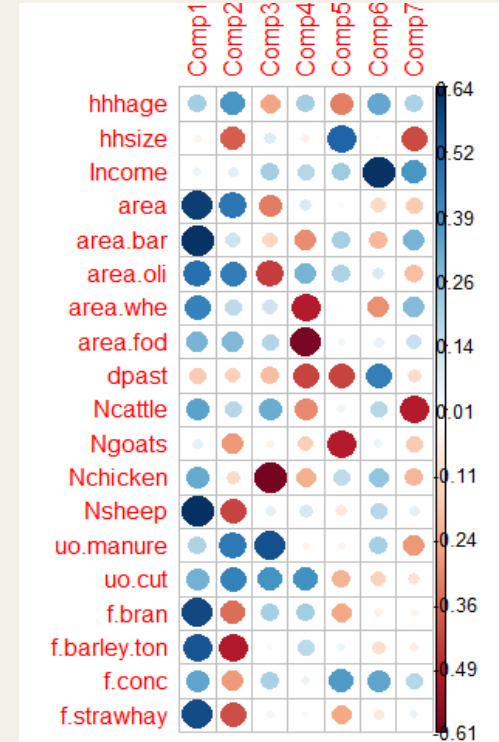 Comp1 Comp2 Comp3 Comp4 Comp5 Comp6 Comp7
hhhage
hhsize
Income
area
area.bar
area.oli
area.whe
area.fod
dpast
Ncattle
Ngoats
Nchicken
Nsheep
uo.manure
uo.cut
f.bran
f.barley.ton
f.conc
f.strawhay
0.64
0.52
0.39
0.26
0.14
0.01
-0.11
-0.24
-0.36
-0.49
-0.61